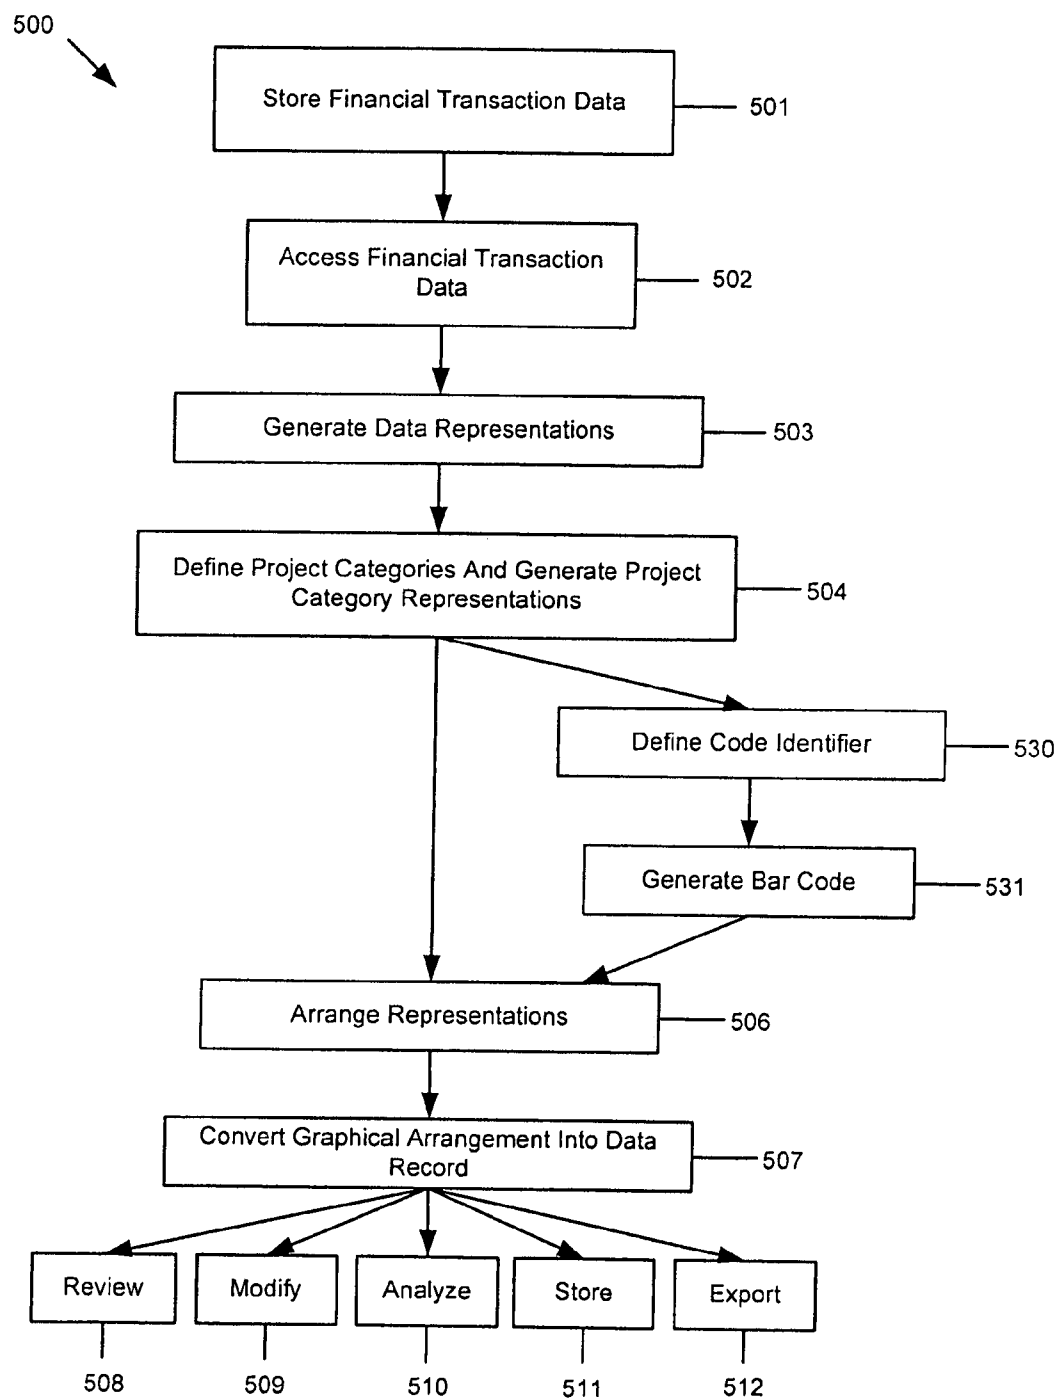 500
Store Financial Transaction Data
501
Access Financial Transaction
Data
502
Generate Data Representations
503
Define Project Categories And Generate Project
Category Representations
504
Define Code Identifier
530
Generate Bar Code
531
Arrange Representations
506
Convert Graphical Arrangement Into Data
Record
507
Review
Modify
Analyze
Store
Export
508
509
510
511
512